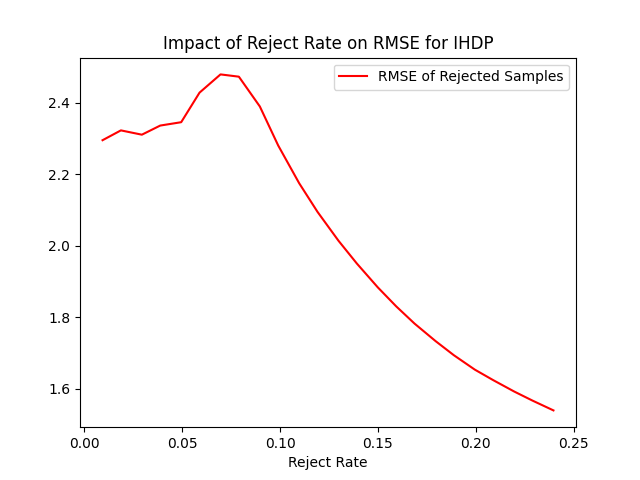 Impact of Reject Rate on RMSE for IHDP
RMSE of Rejected Samples
2.4
2.2
2.0
1.8
1.6
0.00 0.05 0.10 0.15 0.20 0.25
Reject Rate